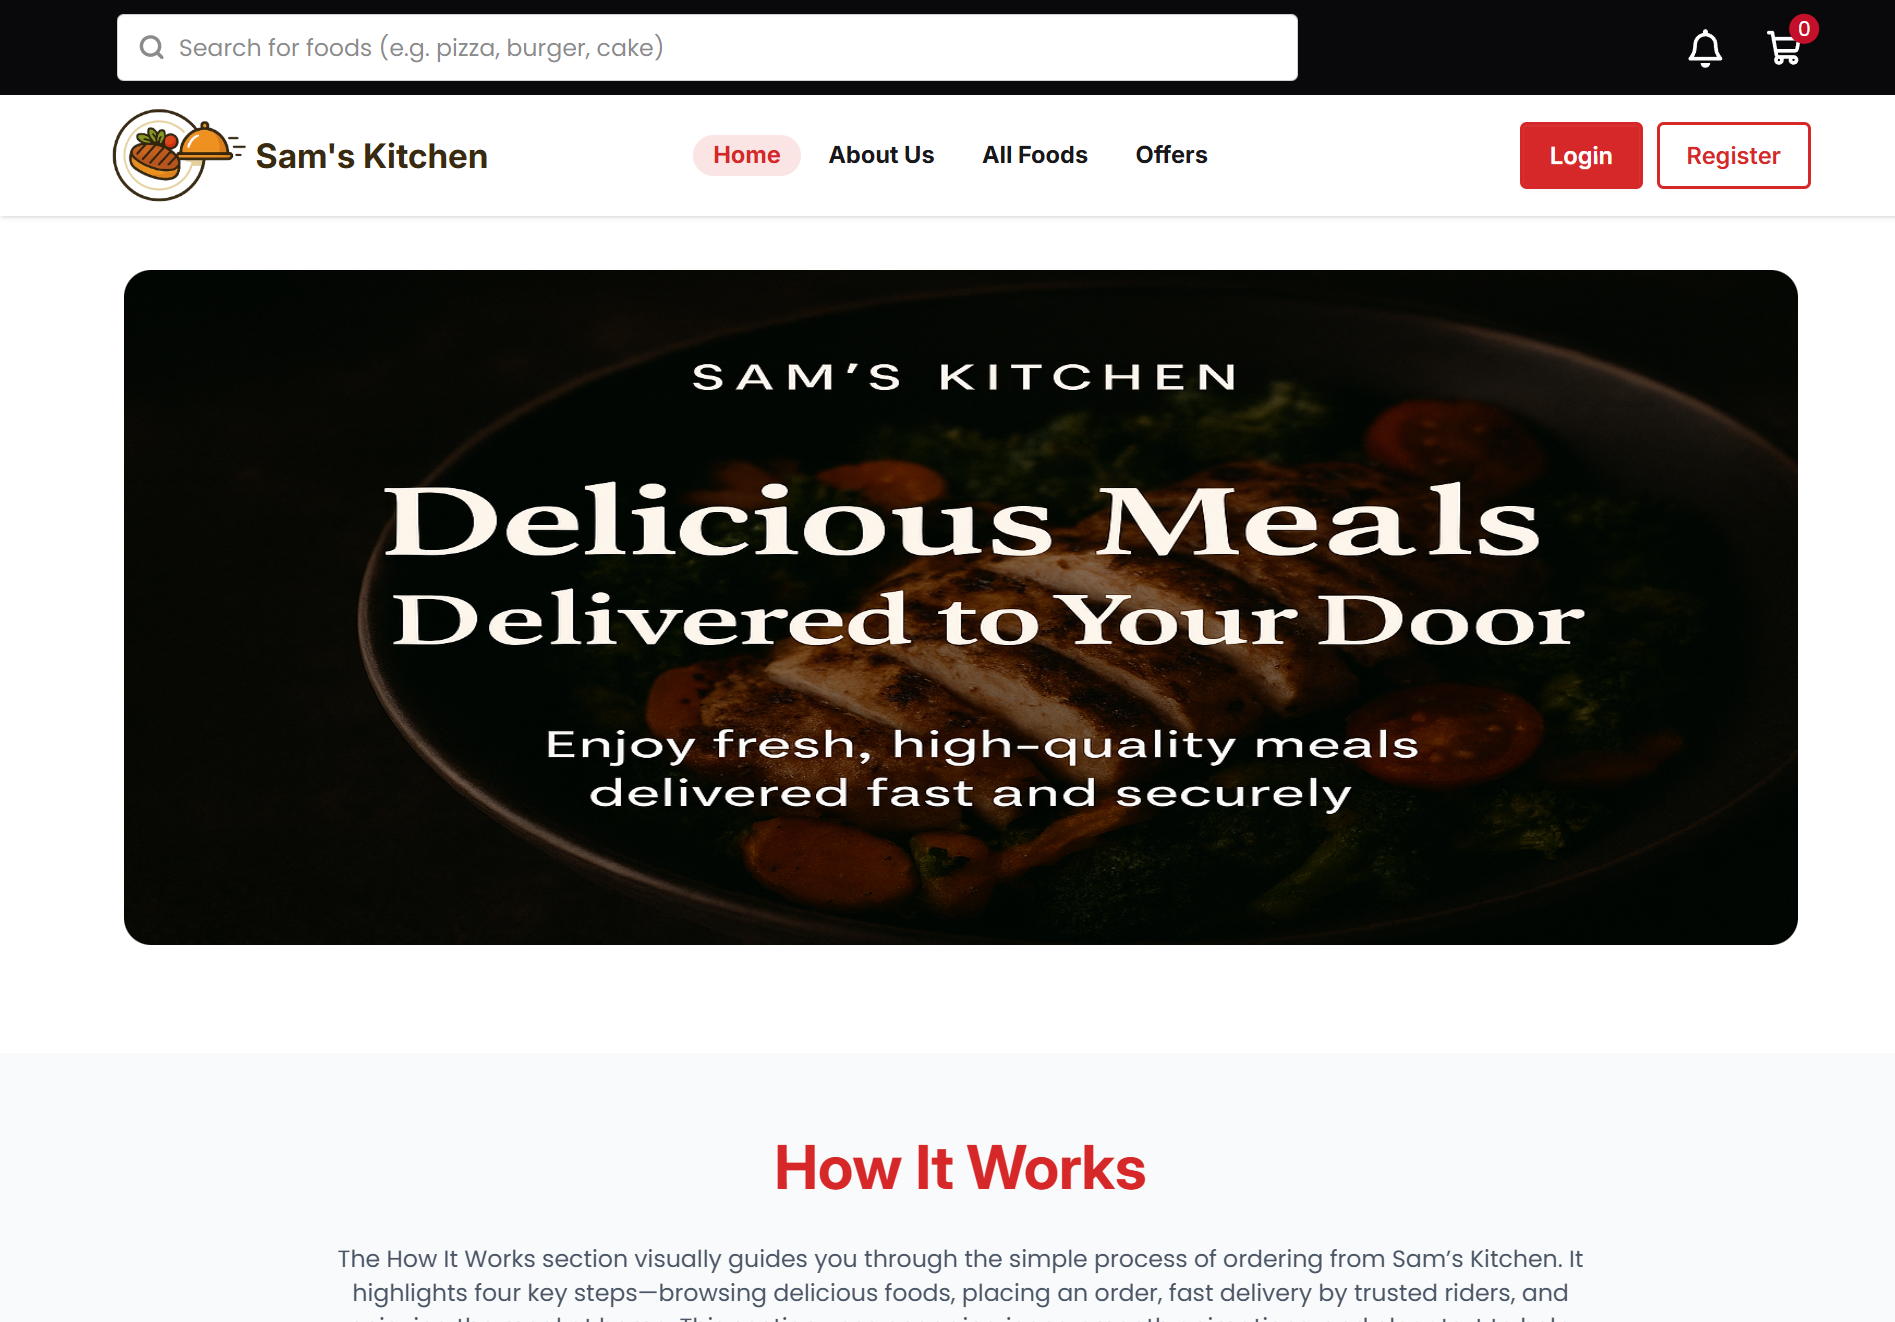 Search for foods (e.g. pizza, burger, cake)
0
Sam's Kitchen
Home
About Us
All Foods
Offers
Login
Register
SAM’S KITCHEN
Delicious Meals
Delivered to Your Door
Enjoy fresh, high-quality meals
delivered fast and securely
How It Works
The How It Works section visually guides you through the simple process of ordering from Sam’s Kitchen. It
highlights four key steps—browsing delicious foods, placing an order, fast delivery by trusted riders, and